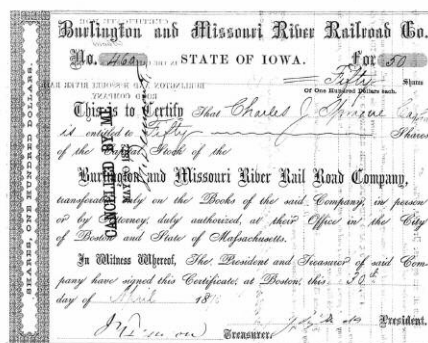 Burlington and Missouri River Railroad Co.
No. 460 STATE OF IOWA. For 50
Fifty Shares
Of One Hundred Dollars each.
This is to Certify That Charles J. Sprague
is entitled to Fifty Shares
of the Capital Stock of the
Burlington and Missouri River Rail Road Company,
transferable only on the Books of the said Company, in person
or by Attorney, duly authorized, at their Office in the City
of Boston and State of Massachusetts.
In Witness Whereof, The President and Treasurer of said Com-
pany have signed this Certificate, at Boston, this 30th
day of April 18
President.
Treasurer.
SHARES, ONE HUNDRED DOLLARS.
CANCELLED BY ME
MAY